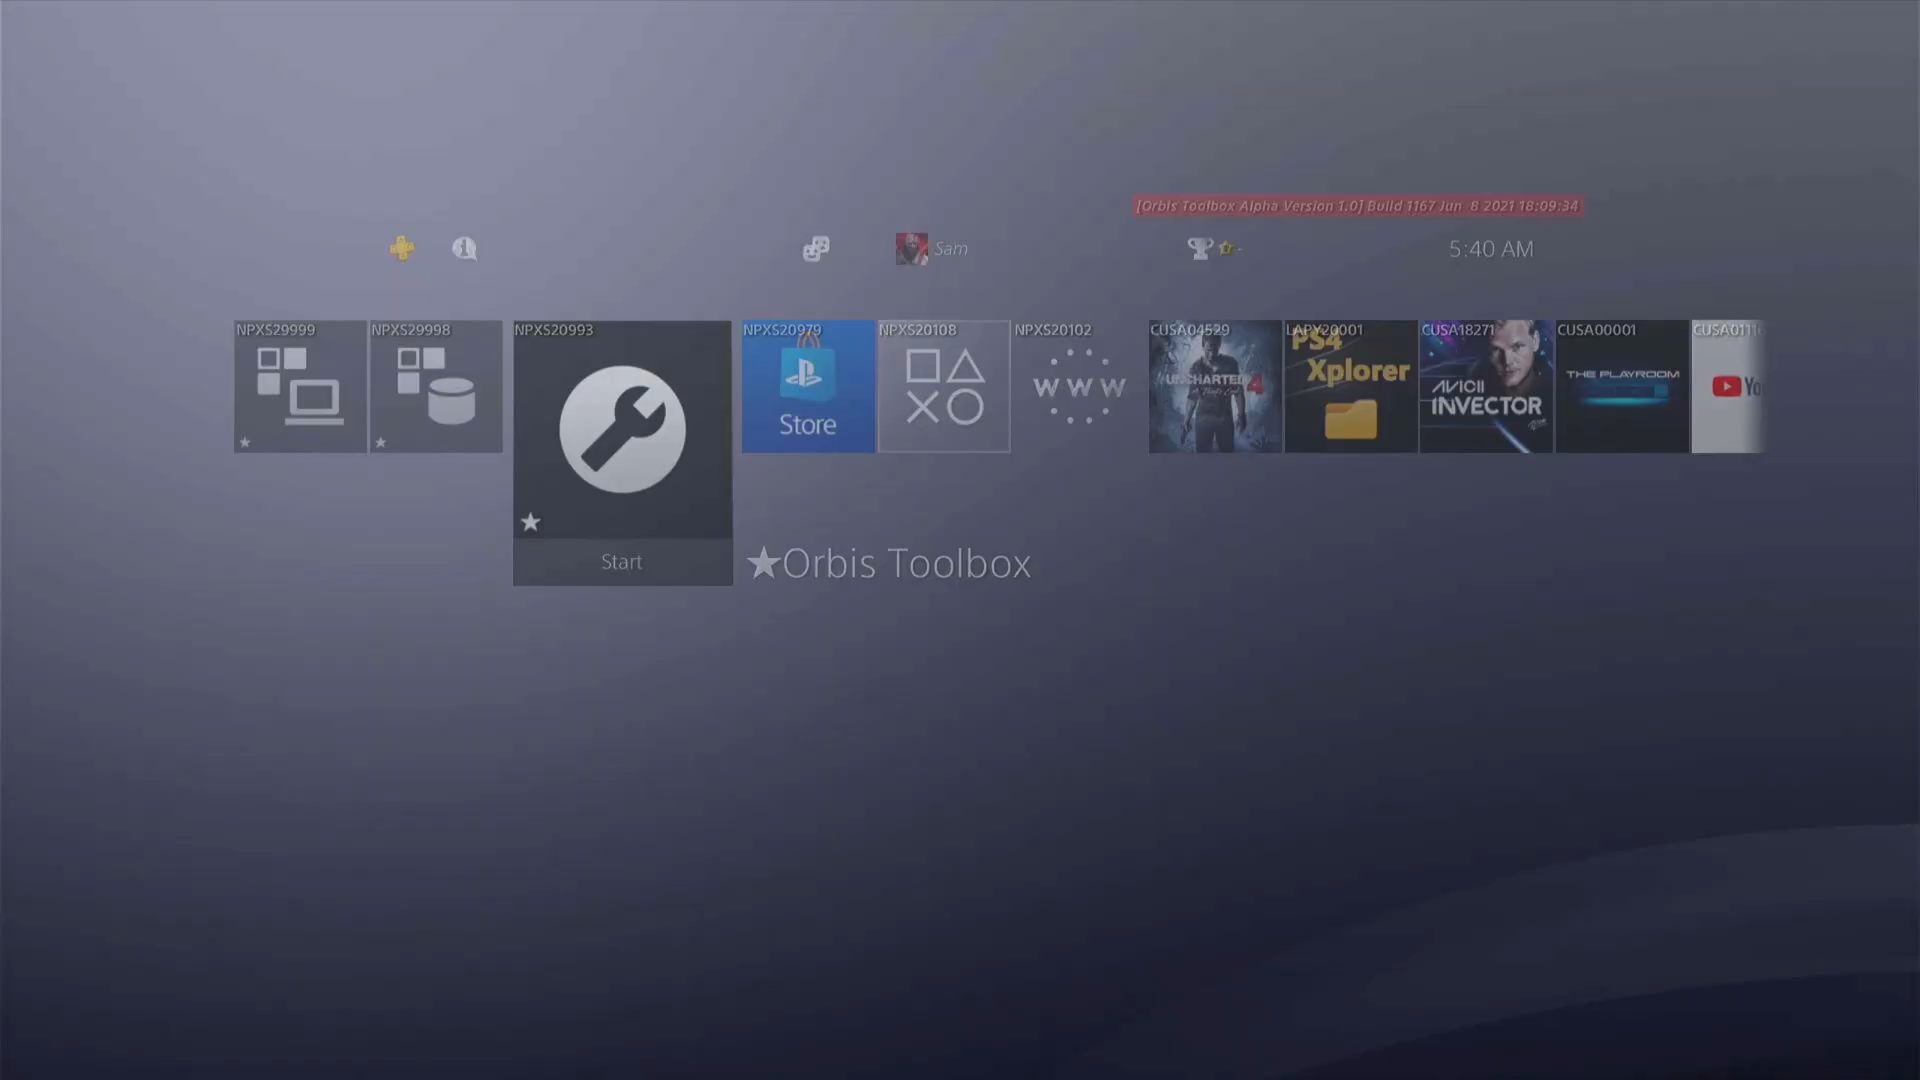 [Orbis Toolbox Alpha Version 1.0] Build 1167 Jun 8 2021 18:09:34
Sam
5:40 AM
NPXS29999
NPXS29998
NPXS20993
NPXS20979
NPXS20108
NPXS20102
CUSA04529
LAPY20001
CUSA18271
CUSA00001
CUSA01116
Store
WWW
UNCHARTED 4
PS4
Xplorer
AVICII
INVECTOR
THE PLAYROOM
You
Start
★Orbis Toolbox